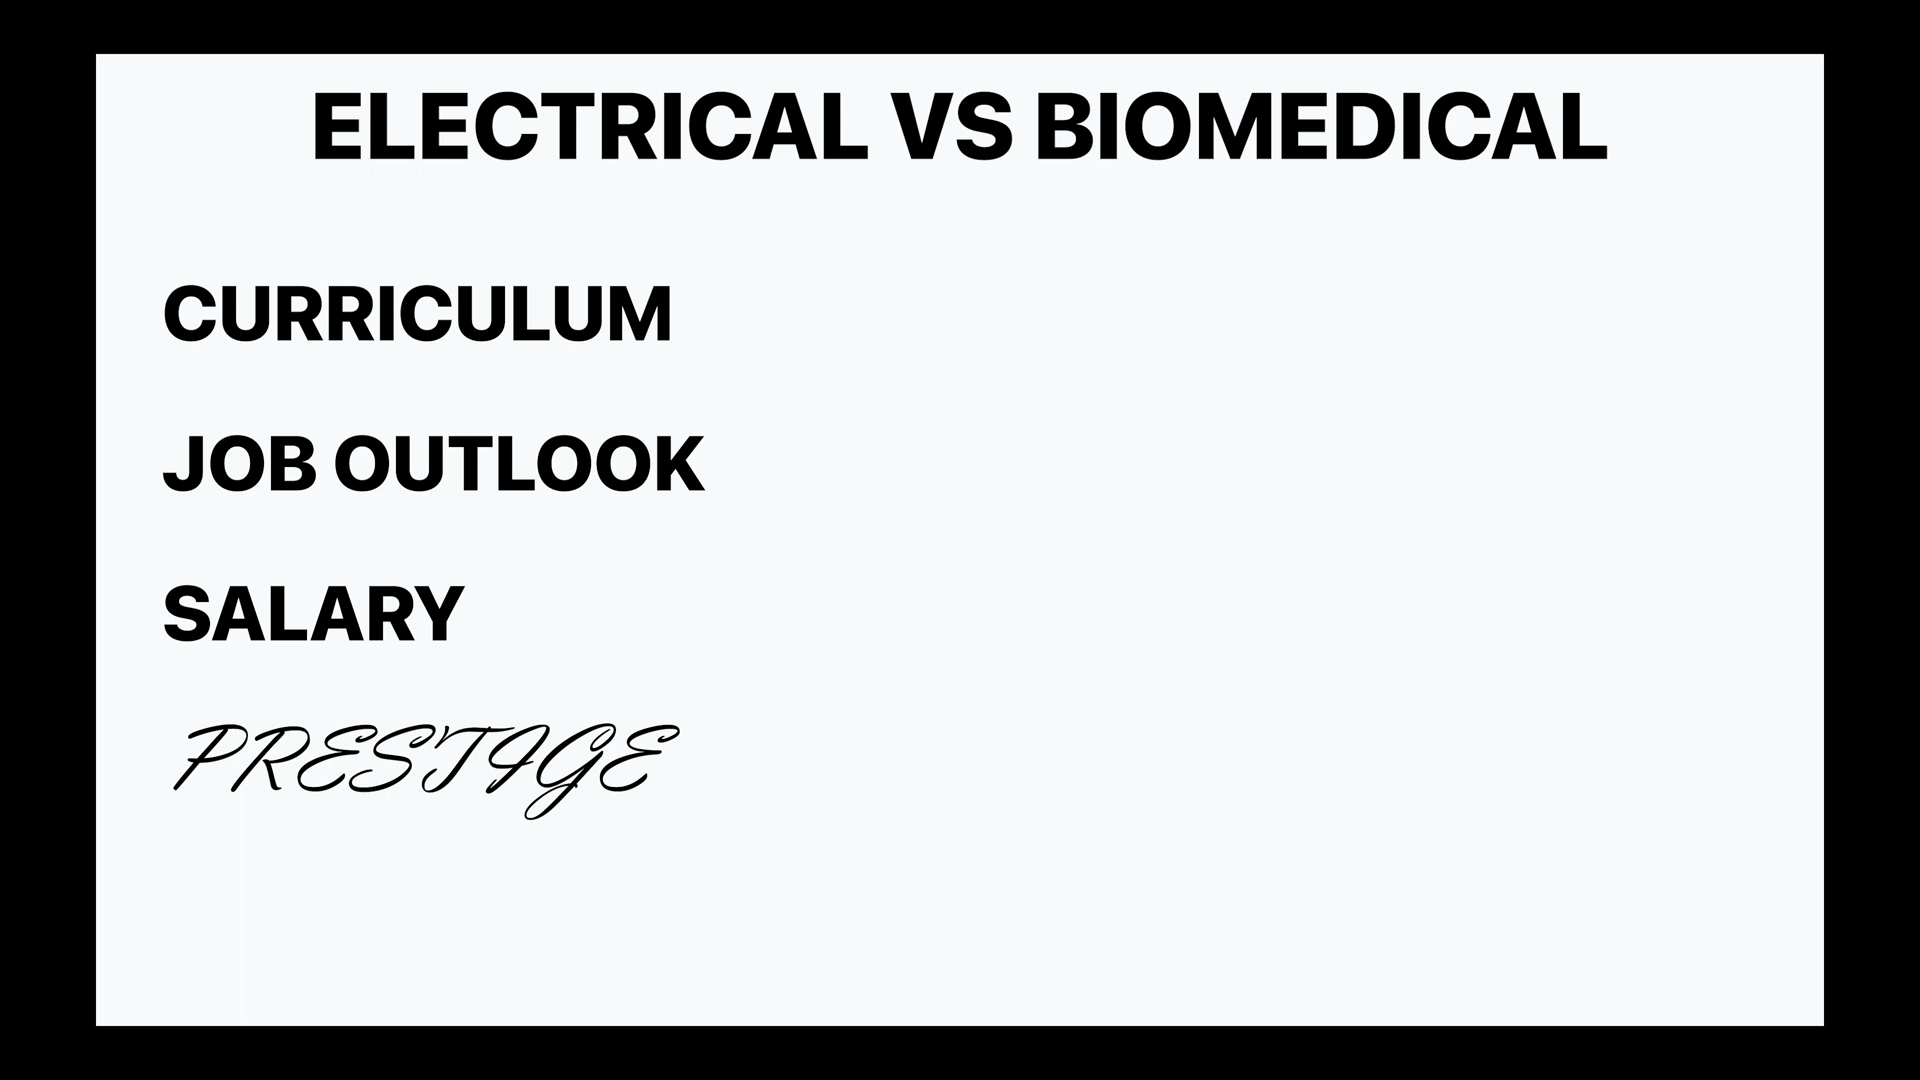 ELECTRICAL VS BIOMEDICAL
CURRICULUM
JOB OUTLOOK
SALARY
PRESTIGE